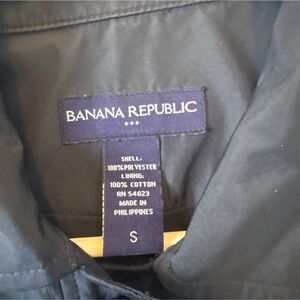 BANANA REPUBLIC
SHELL:
100%POLYESTER
LINING:
100% COTTON
RN 54023
MADE IN
PHILIPPINES
S